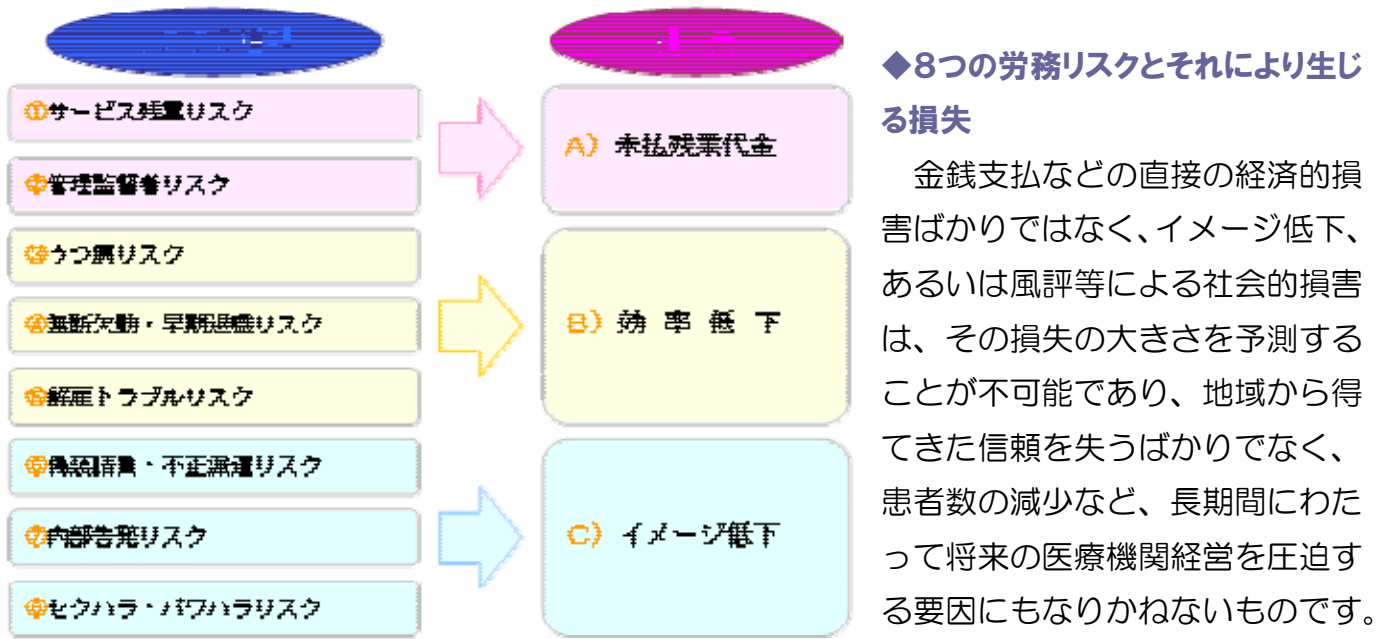 ①サービス残業リスク
②管理監督者リスク
③うつ病リスク
④無断欠勤・早期退職リスク
⑤解雇トラブルリスク
・不正派遣リスク
⑦内部告発リスク
⑧セクハラ・パワハラリスク
A) 未払残業代金
B) 効 率 低 下
C) イメージ低下
◆8つの労務リスクとそれにより生じ
る損失
金銭支払などの直接の経済的損
害ばかりではなく、イメージ低下、
あるいは風評等による社会的損害
は、その損失の大きさを予測する
ことが不可能であり、地域から得
てきた信頼を失うばかりでなく、
患者数の減少など、長期間にわた
って将来の医療機関経営を圧迫す
る要因にもなりかねないものです。